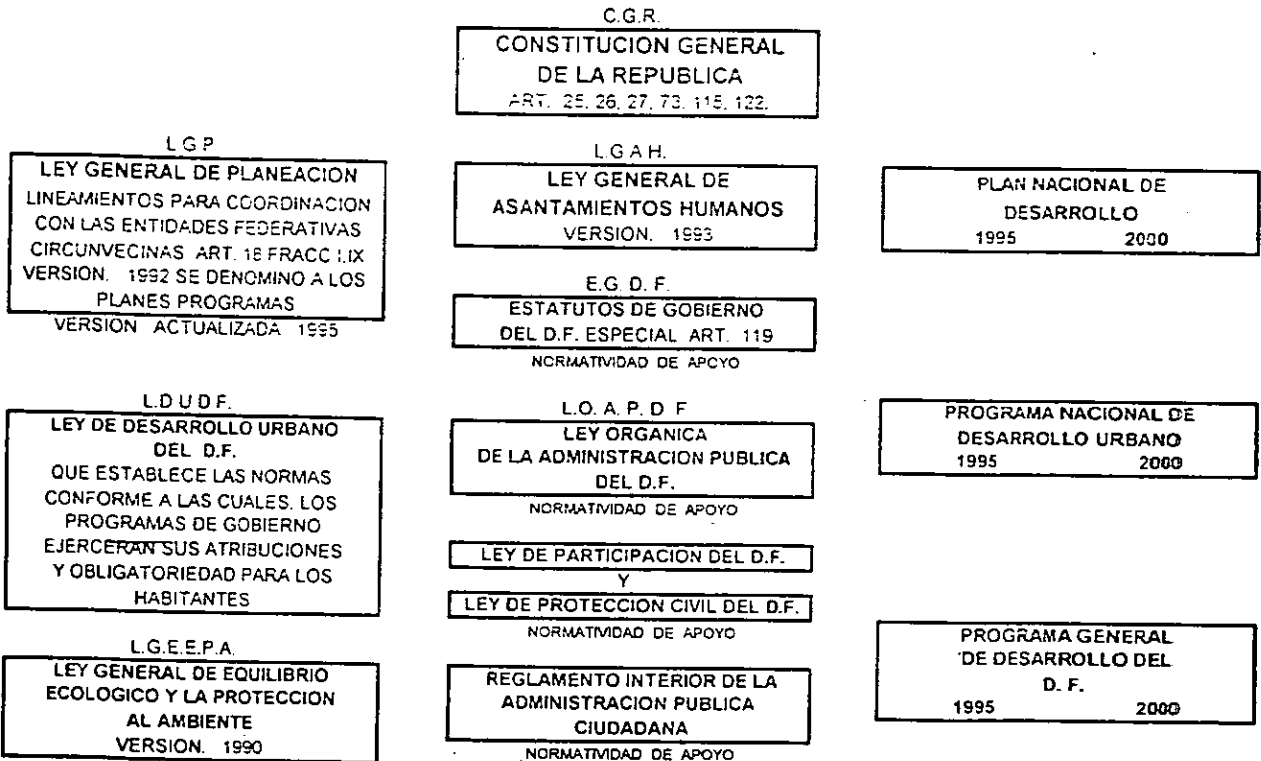 C.G.R.
CONSTITUCION GENERAL
DE LA REPUBLICA
ART. 25, 26, 27, 73, 115, 122.
L G P
LEY GENERAL DE PLANEACION
LINEAMIENTOS PARA COORDINACION
CON LAS ENTIDADES FEDERATIVAS
CIRCUNVECINAS ART. 16 FRACC
VERSION. 1992 SE DENOMINO A LOS
PLANES PROGRAMAS
VERSION ACTUALIZADA 1995
L.G A H.
LEY GENERAL DE
ASANTAMIENTOS HUMANOS
VERSION. 1993
PLAN NACIONAL DE
DESARROLLO
1995 2000
E.G. D. F.
ESTATUTOS DE GOBIERNO
DEL D.F. ESPECIAL ART. 119
NORMATIVIDAD DE APOYO
L.D U D F.
LEY DE DESARROLLO URBANO
DEL D.F.
QUE ESTABLECE LAS NORMAS
CONFORME A LAS CUALES. LOS
PROGRAMAS DE GOBIERNO
EJERCERAN SUS ATRIBUCIONES
Y OBLIGATORIEDAD PARA LOS
HABITANTES
L.O. A. P. D F
LEY ORGANICA
DE LA ADMINISTRACION PUBLICA
DEL D.F.
NORMATIVIDAD DE APOYO
PROGRAMA NACIONAL DE
DESARROLLO URBANO
1995 2000
LEY DE PARTICIPACION DEL D.F.
Y
LEY DE PROTECCION CIVIL DEL D.F.
NORMATIVIDAD DE APOYO
L.G.E.E.P.A.
LEY GENERAL DE EQUILIBRIO
ECOLOGICO Y LA PROTECCION
AL AMBIENTE
VERSION. 1990
REGLAMENTO INTERIOR DE LA
ADMINISTRACION PUBLICA
CIUDADANA
NORMATIVIDAD DE APOYO
PROGRAMA GENERAL
DE DESARROLLO DEL
D. F.
1995 2000